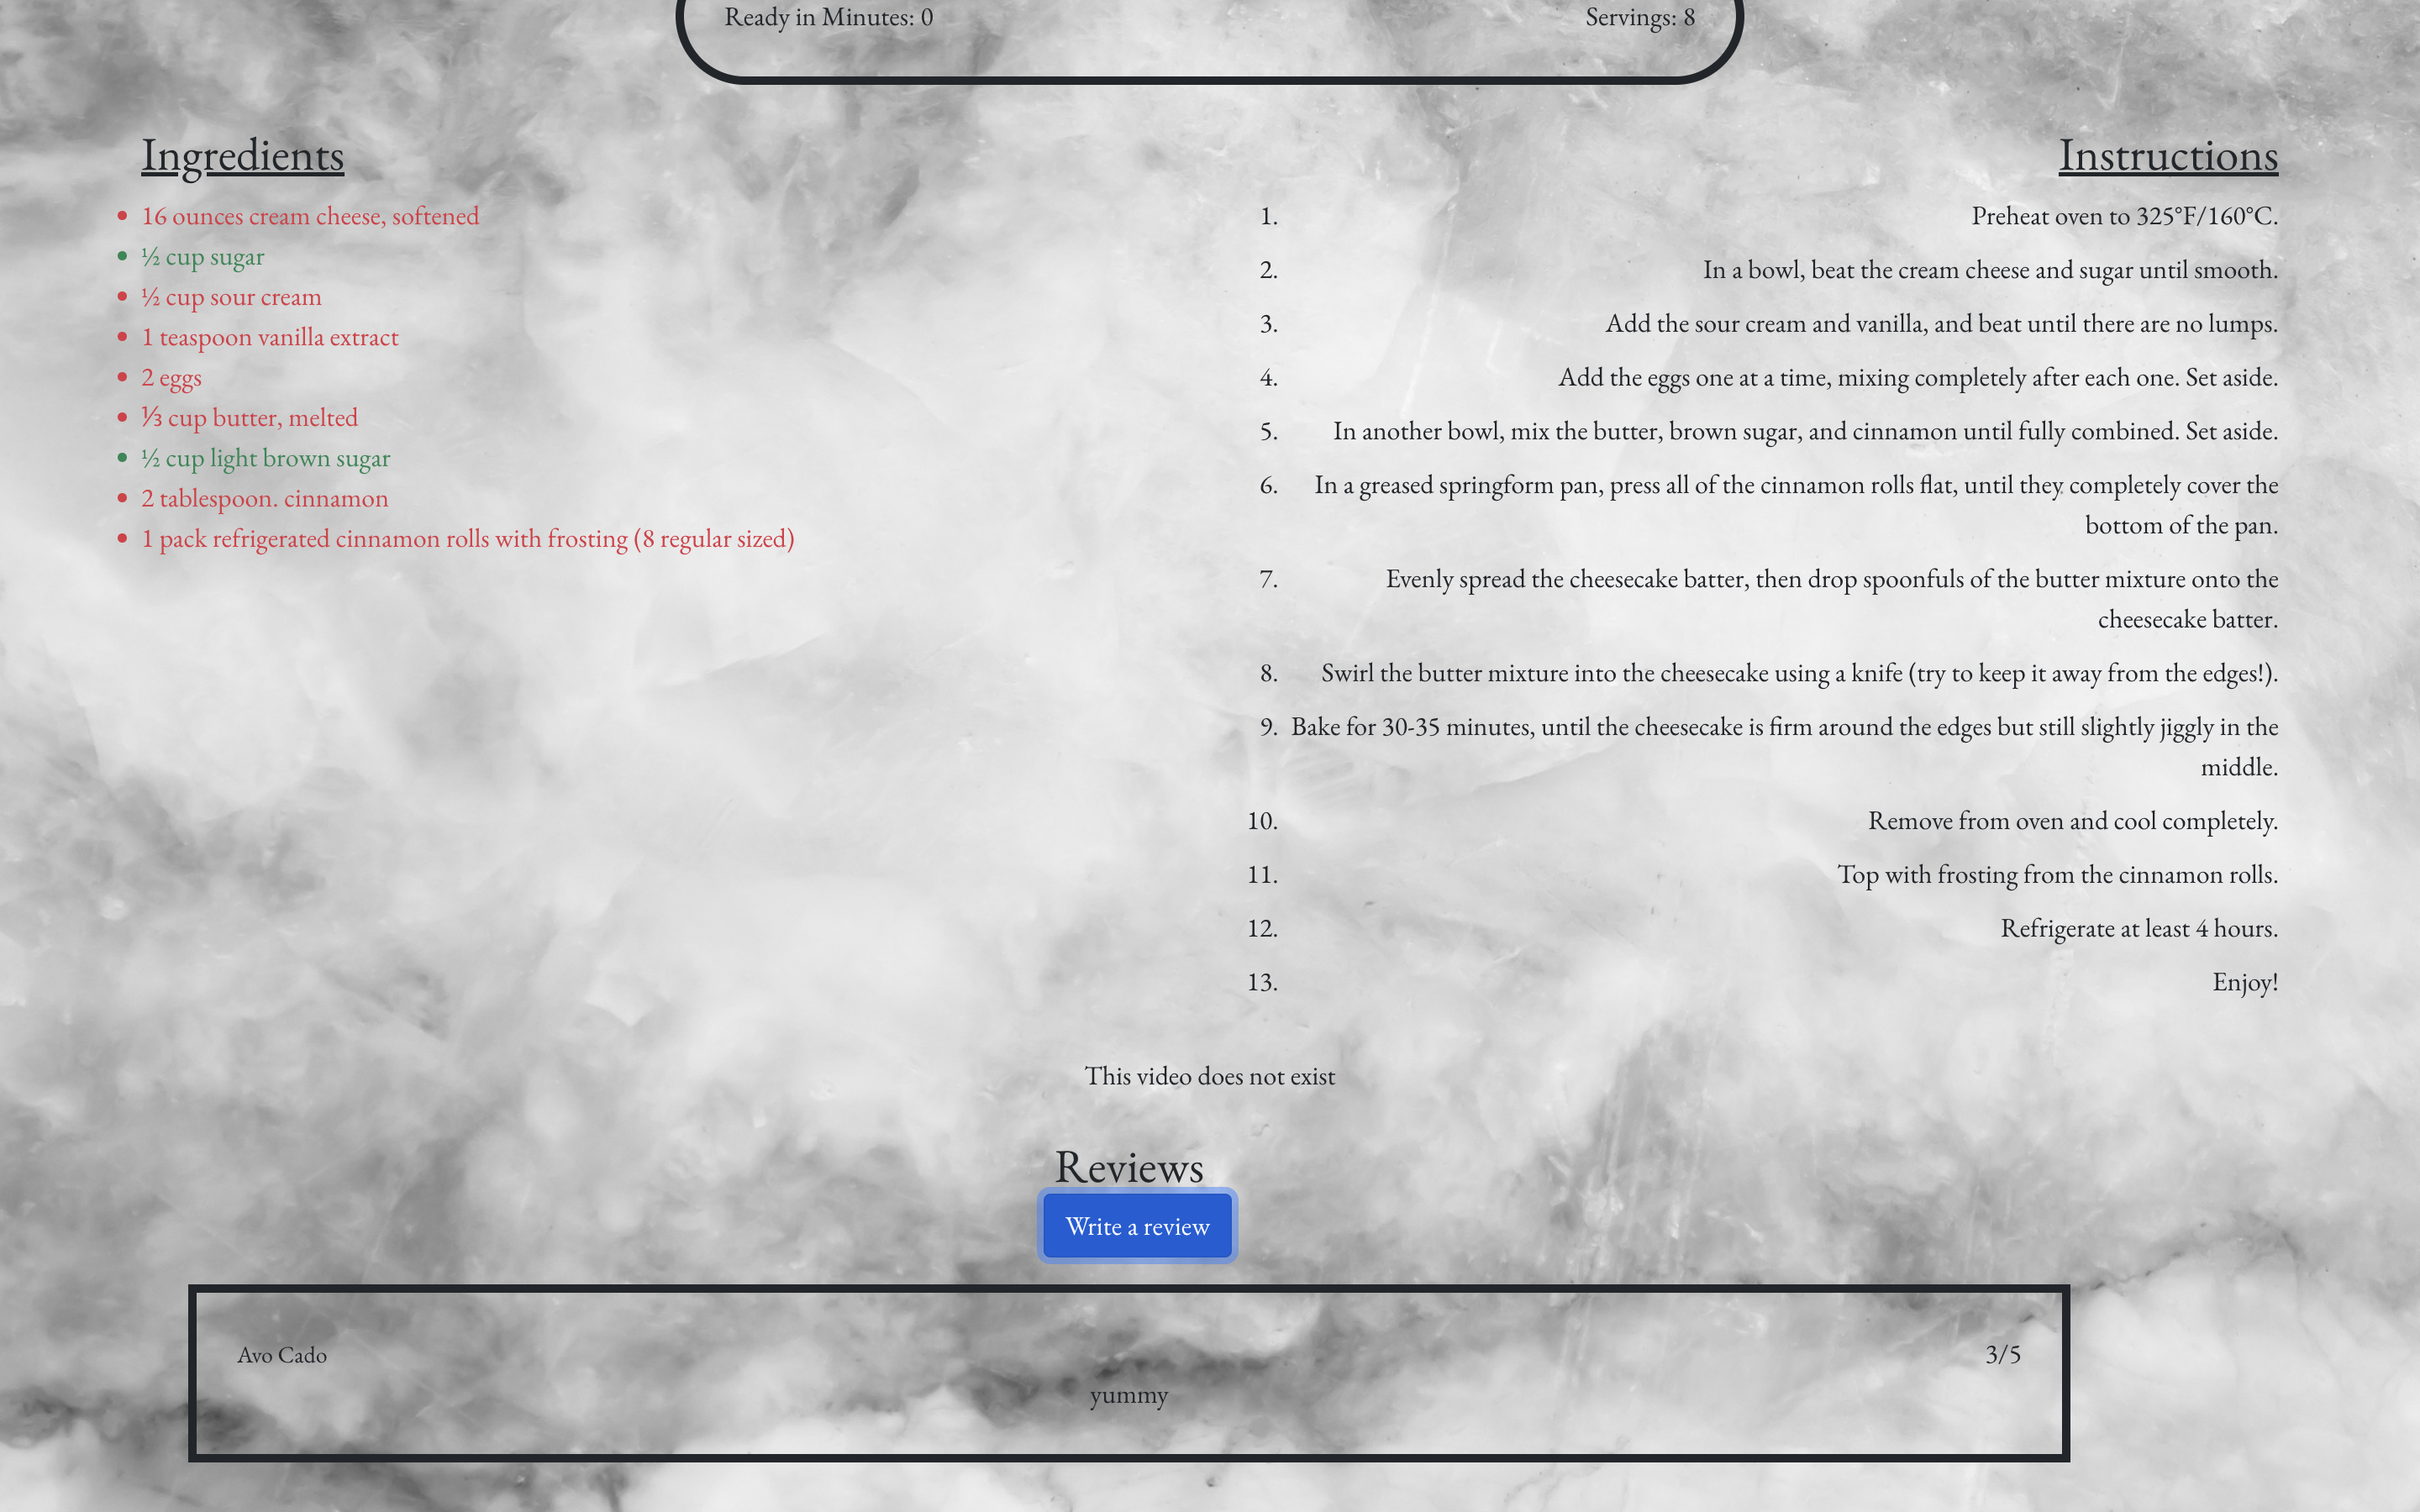 Ready in Minutes: 0
Servings: 8
Ingredients
16 ounces cream cheese, softened
½ cup sugar
½ cup sour cream
1 teaspoon vanilla extract
2 eggs
⅓ cup butter, melted
½ cup light brown sugar
2 tablespoon. cinnamon
1 pack refrigerated cinnamon rolls with frosting (8 regular sized)
Instructions
1. Preheat oven to 325°F/160°C.
2. In a bowl, beat the cream cheese and sugar until smooth.
3. Add the sour cream and vanilla, and beat until there are no lumps.
4. Add the eggs one at a time, mixing completely after each one. Set aside.
5. In another bowl, mix the butter, brown sugar, and cinnamon until fully combined. Set aside.
6. In a greased springform pan, press all of the cinnamon rolls flat, until they completely cover the
bottom of the pan.
7. Evenly spread the cheesecake batter, then drop spoonfuls of the butter mixture onto the
cheesecake batter.
8. Swirl the butter mixture into the cheesecake using a knife (try to keep it away from the edges!).
9. Bake for 30-35 minutes, until the cheesecake is firm around the edges but still slightly jiggly in the
middle.
10. Remove from oven and cool completely.
11. Top with frosting from the cinnamon rolls.
12. Refrigerate at least 4 hours.
13. Enjoy!
This video does not exist
Reviews
Write a review
Avo Cado
3/5
yummy